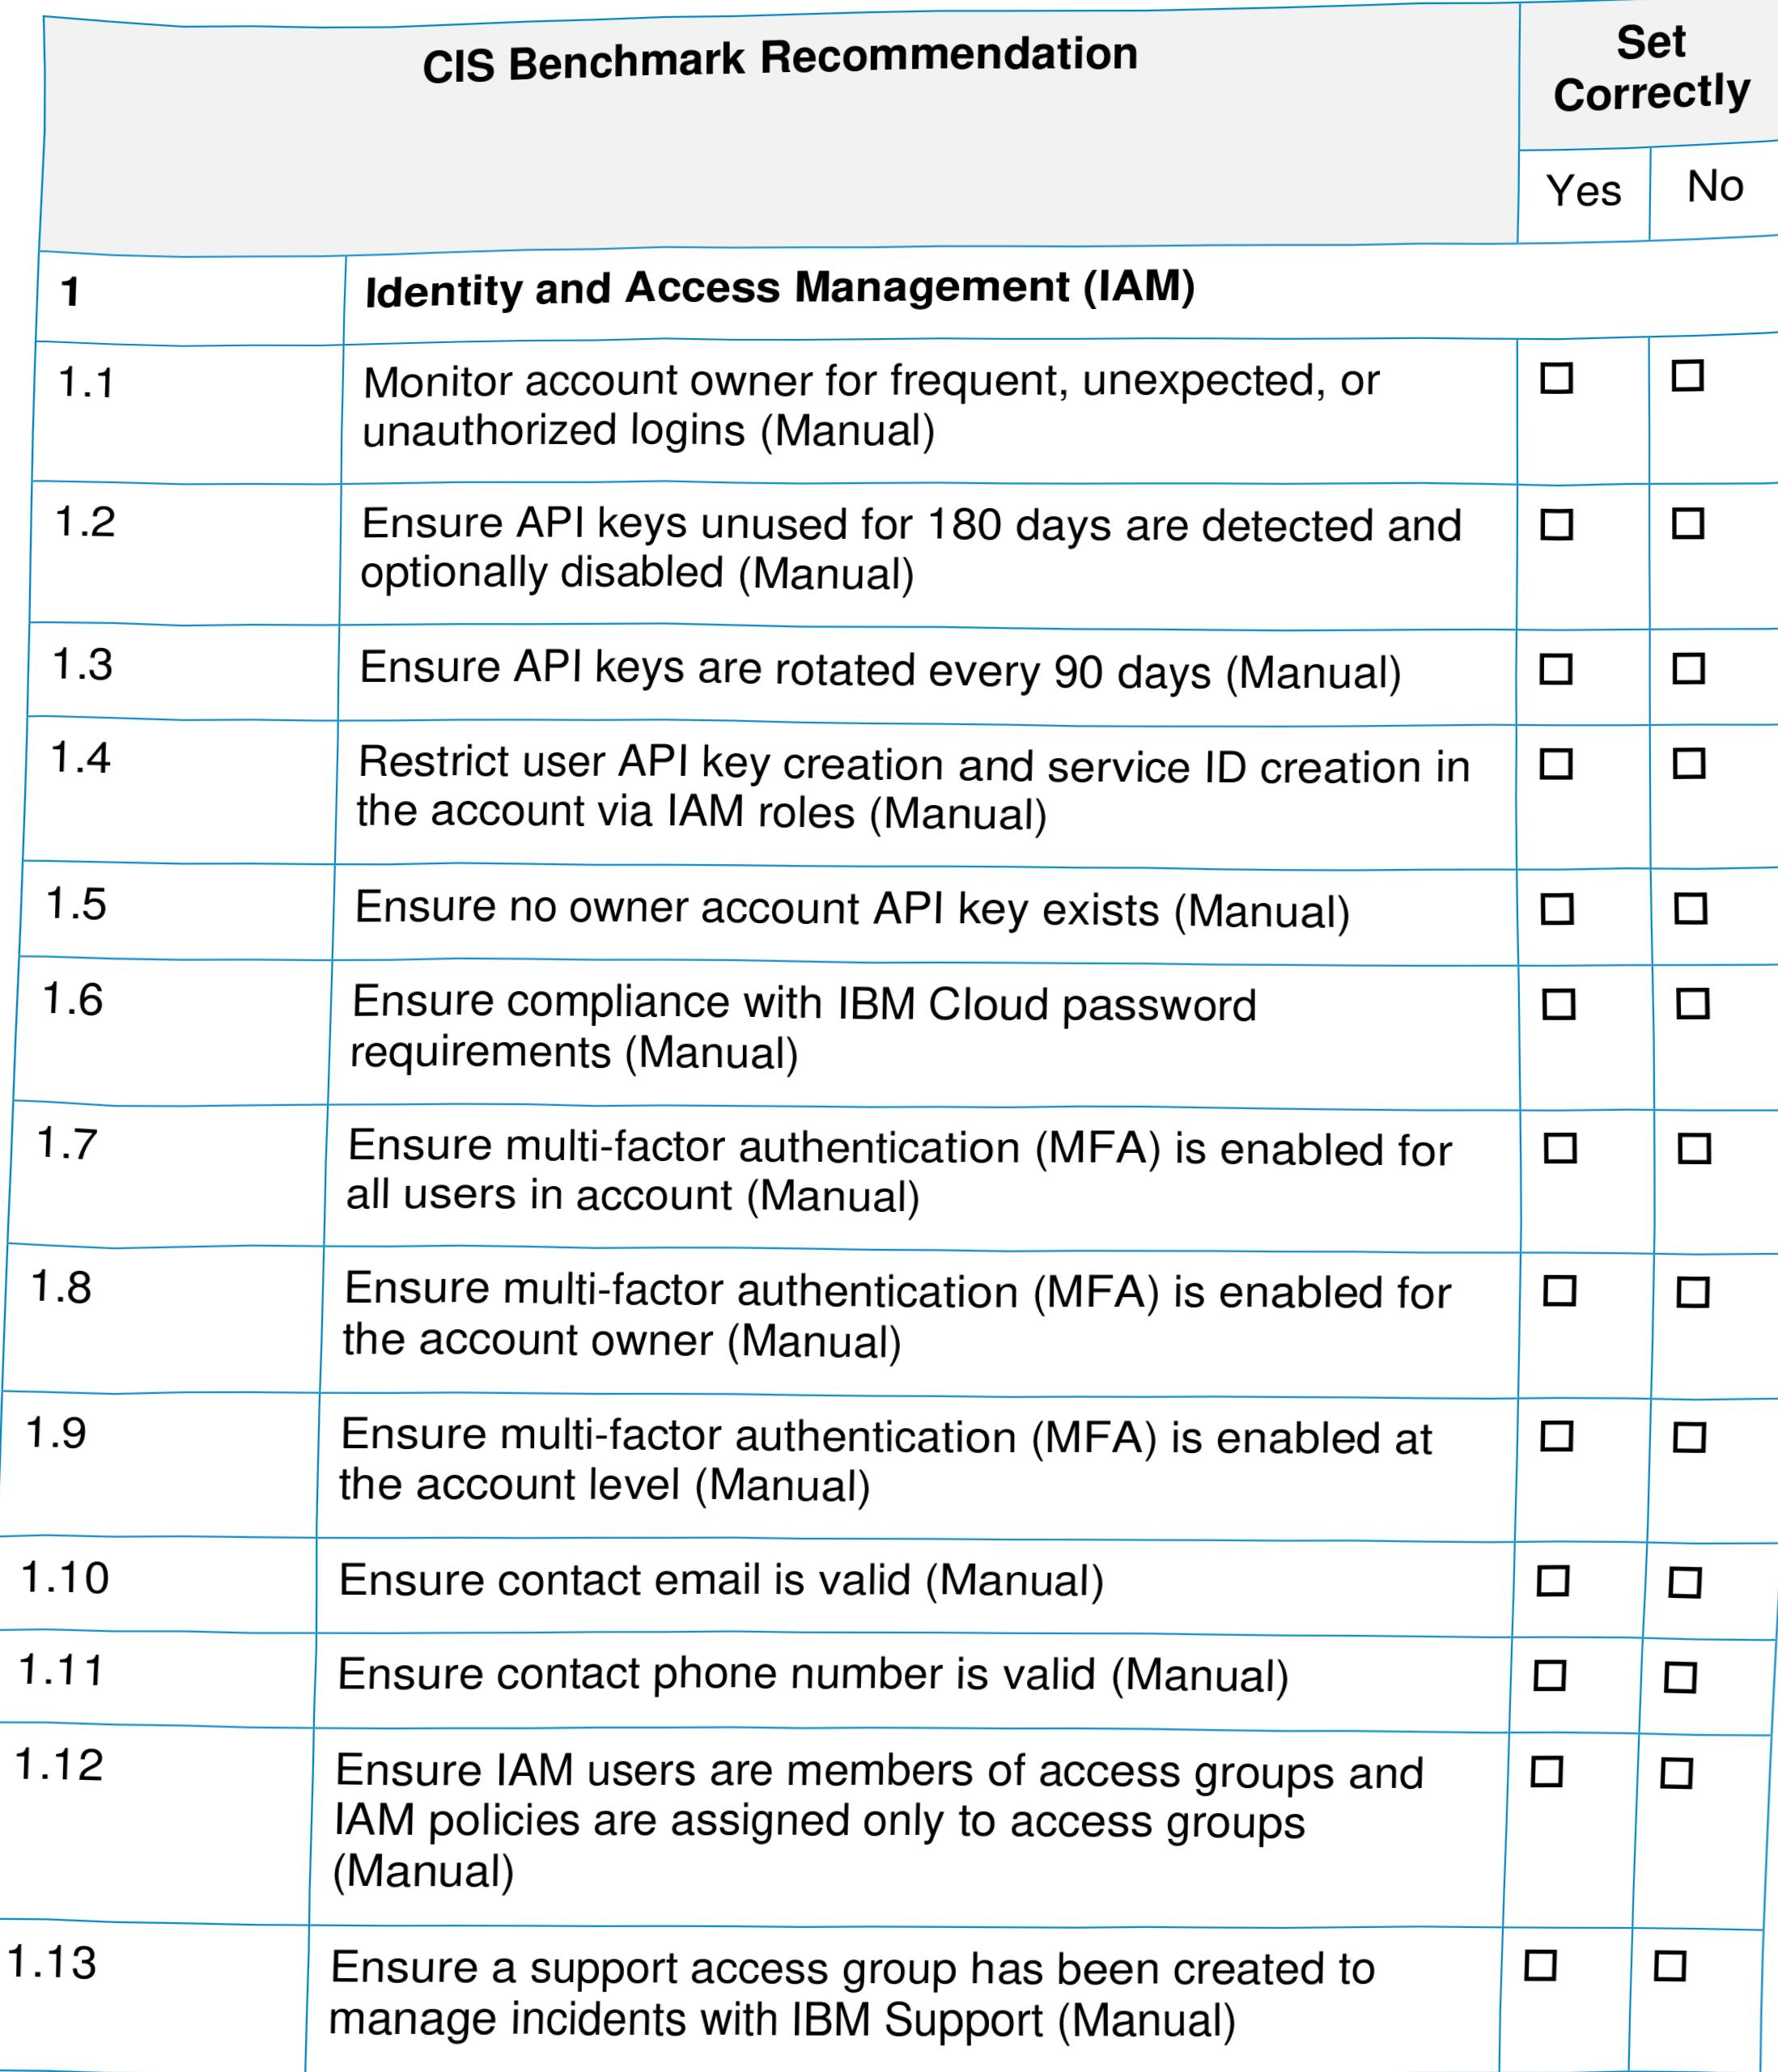 CIS Benchmark Recommendation
Set
Correctly
Yes No
1 Identity and Access Management (IAM)
1.1 Monitor account owner for frequent, unexpected, or
unauthorized logins (Manual)
1.2 Ensure API keys unused for 180 days are detected and
optionally disabled (Manual)
1.3 Ensure API keys are rotated every 90 days (Manual)
1.4 Restrict user API key creation and service ID creation in
the account via IAM roles (Manual)
1.5 Ensure no owner account API key exists (Manual)
1.6 Ensure compliance with IBM Cloud password
requirements (Manual)
1.7 Ensure multi-factor authentication (MFA) is enabled for
all users in account (Manual)
1.8 Ensure multi-factor authentication (MFA) is enabled for
the account owner (Manual)
1.9 Ensure multi-factor authentication (MFA) is enabled at
the account level (Manual)
1.10 Ensure contact email is valid (Manual)
1.11 Ensure contact phone number is valid (Manual)
1.12 Ensure IAM users are members of access groups and
IAM policies are assigned only to access groups
(Manual)
1.13 Ensure a support access group has been created to
manage incidents with IBM Support (Manual)